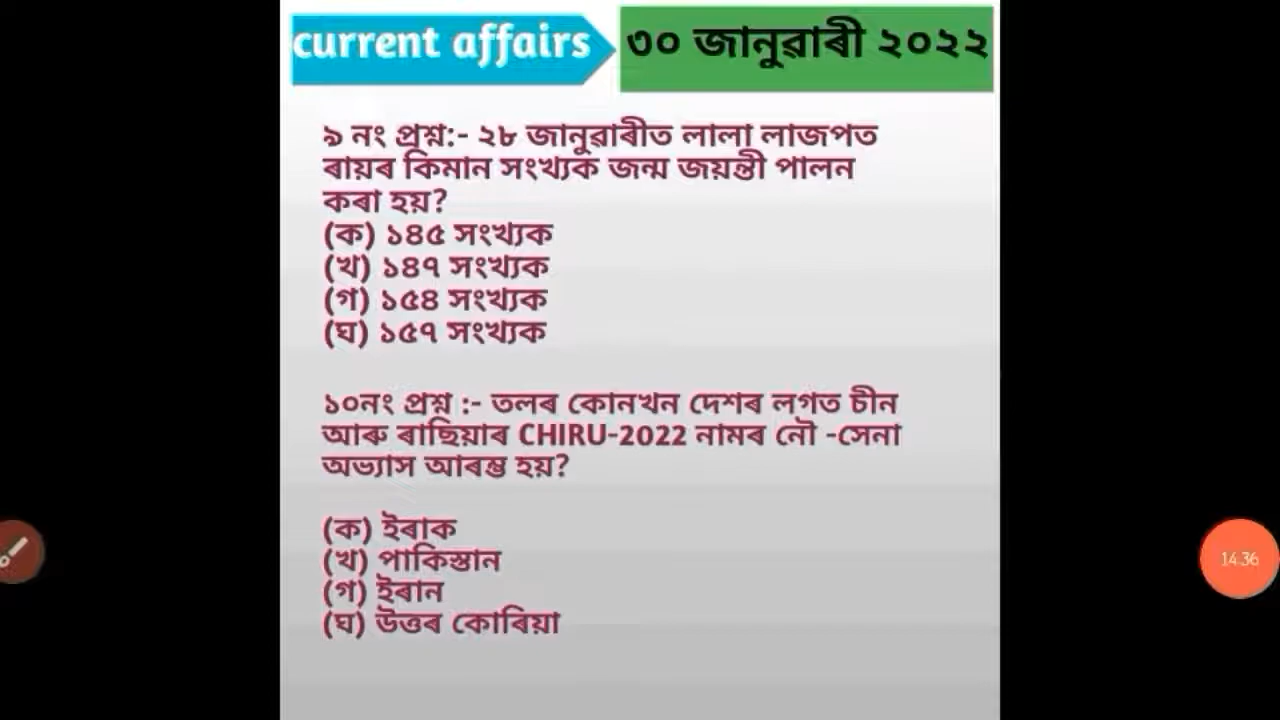 current affairs
৩০ জানুৱাৰী ২০২২
৯ নং প্ৰশ্ন:- ২৮ জানুৱাৰীত লালা লাজপত
ৰায়ৰ কিমান সংখ্যক জন্ম জয়ন্তী পালন
কৰা হয়?
(ক) ১৪৫ সংখ্যক
(খ) ১৪৭ সংখ্যক
(গ) ১৫৪ সংখ্যক
(ঘ) ১৫৭ সংখ্যক
১০নং প্ৰশ্ন :- তলৰ কোনখন দেশৰ লগত চীন
আৰু ৰাছিয়াৰ CHIRU-2022 নামৰ নৌ -সেনা
অভ্যাস আৰম্ভ হয়?
(ক) ইৰাক
(খ) পাকিস্তান
(গ) ইৰান
(ঘ) উত্তৰ কোৰিয়া
14:36